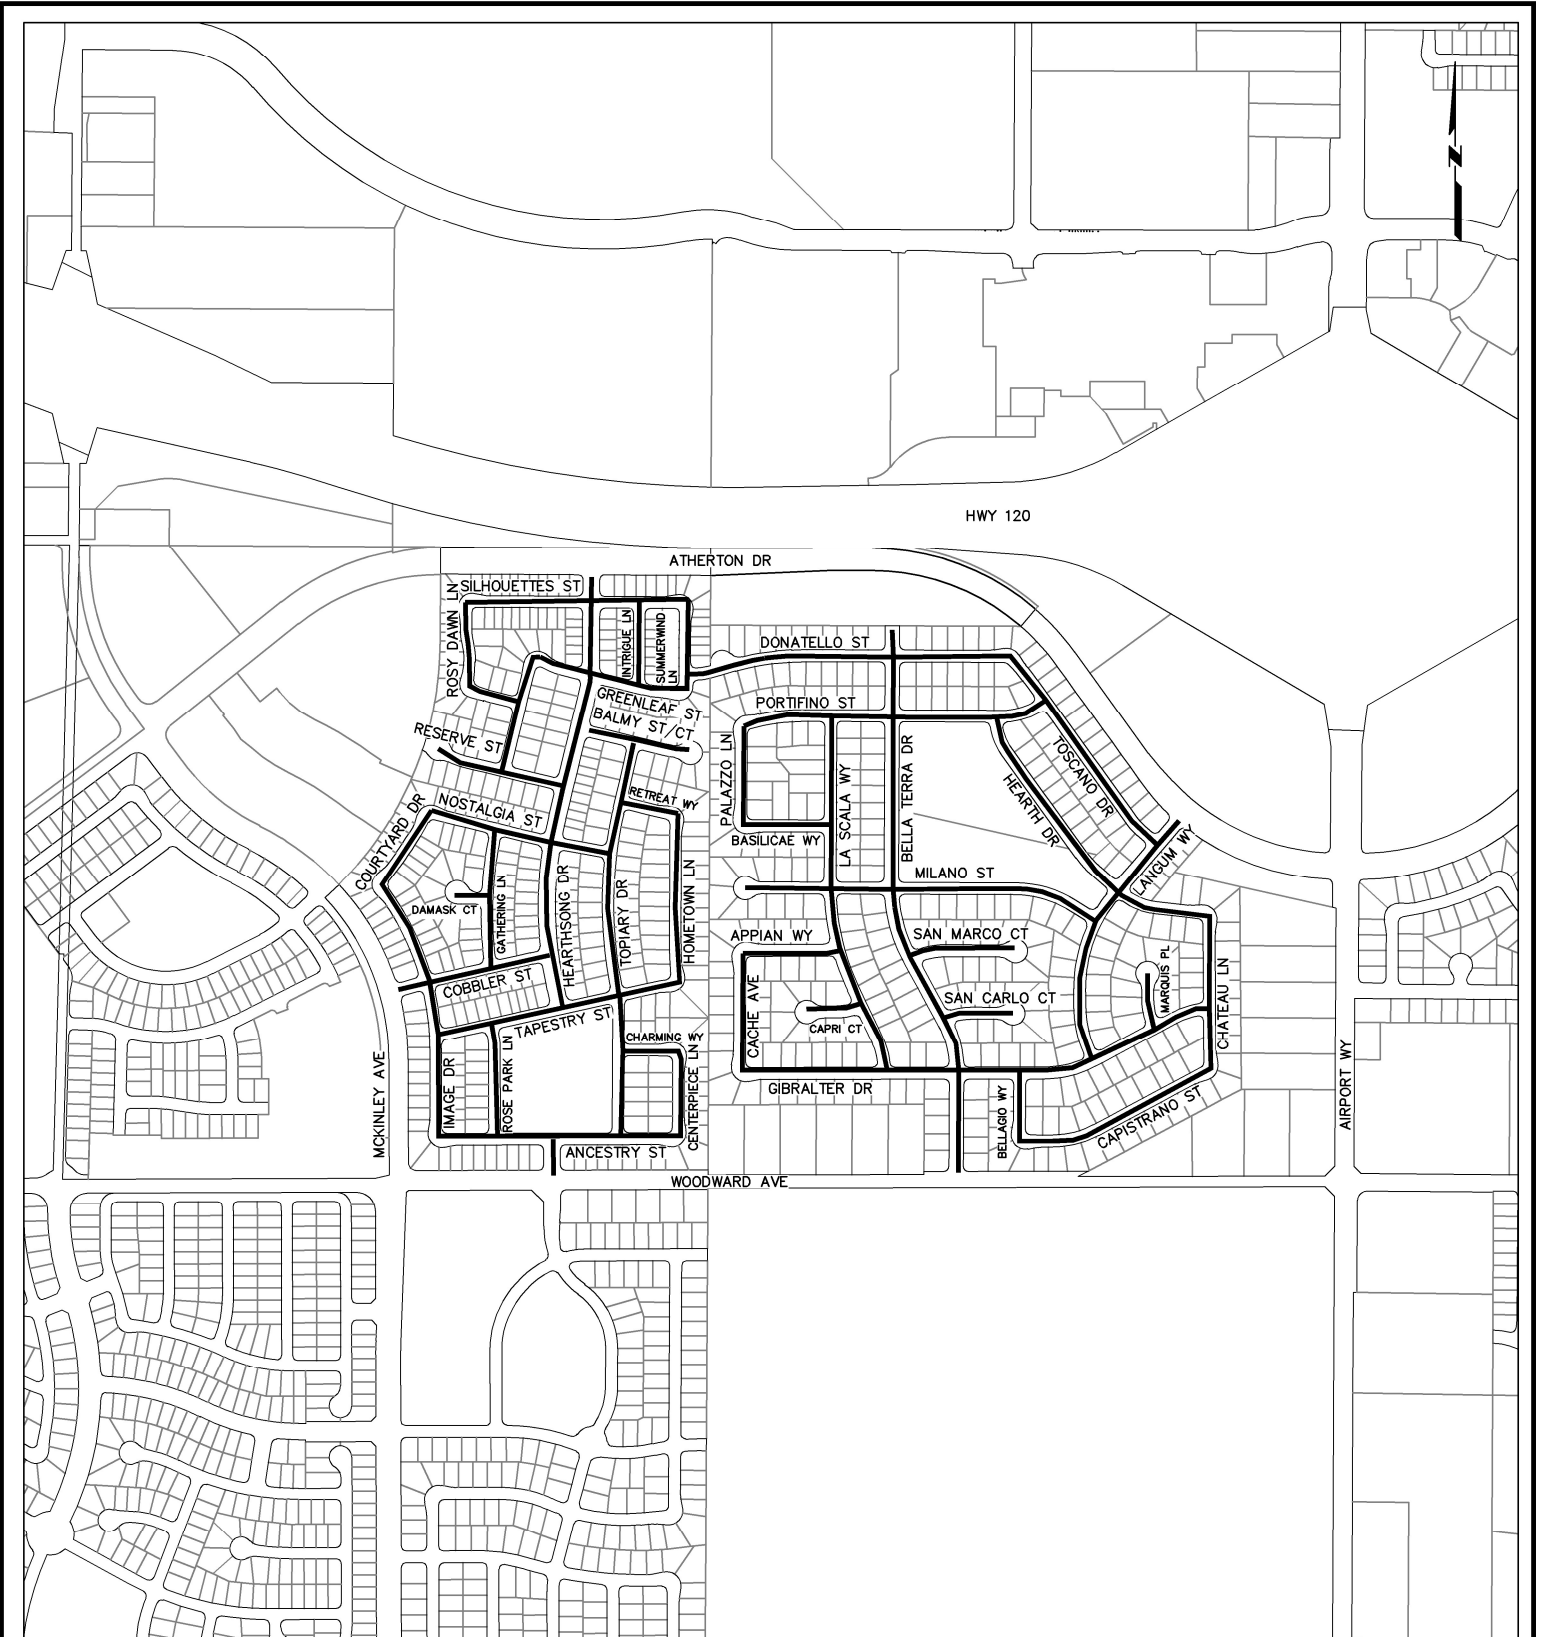 N
HWY 120
ATHERTON DR
SILHOUETTES ST
ROSY DAWN LN
INTRIGUE LN
SUMMERWIND
LN
DONATELLO ST
GREENLEAF ST
BALMY ST/CT
PORTIFINO ST
RESERVE ST
PALAZZO LN
LA SCALA WY
BELLA TERRA DR
TOSCANO DR
HEARTH DR
RETREAT WY
NOSTALGIA ST
COURTYARD DR
BASILICAE WY
LANGUM WY
MILANO ST
DAMASK CT
GATHERING LN
HEARTHSONG DR
TOPIARY DR
HOMETOWN LN
APPIAN WY
SAN MARCO CT
MARQUIS PL
CHATEAU LN
COBBLER ST
CACHE AVE
SAN CARLO CT
CAPRI CT
TAPESTRY ST
CHARMING WY
IMAGE DR
ROSE PARK LN
CENTERPIECE LN
MCKINLEY AVE
GIBRALTER DR
BELLAGIO WY
CAPISTRANO ST
AIRPORT WY
ANCESTRY ST
WOODWARD AVE